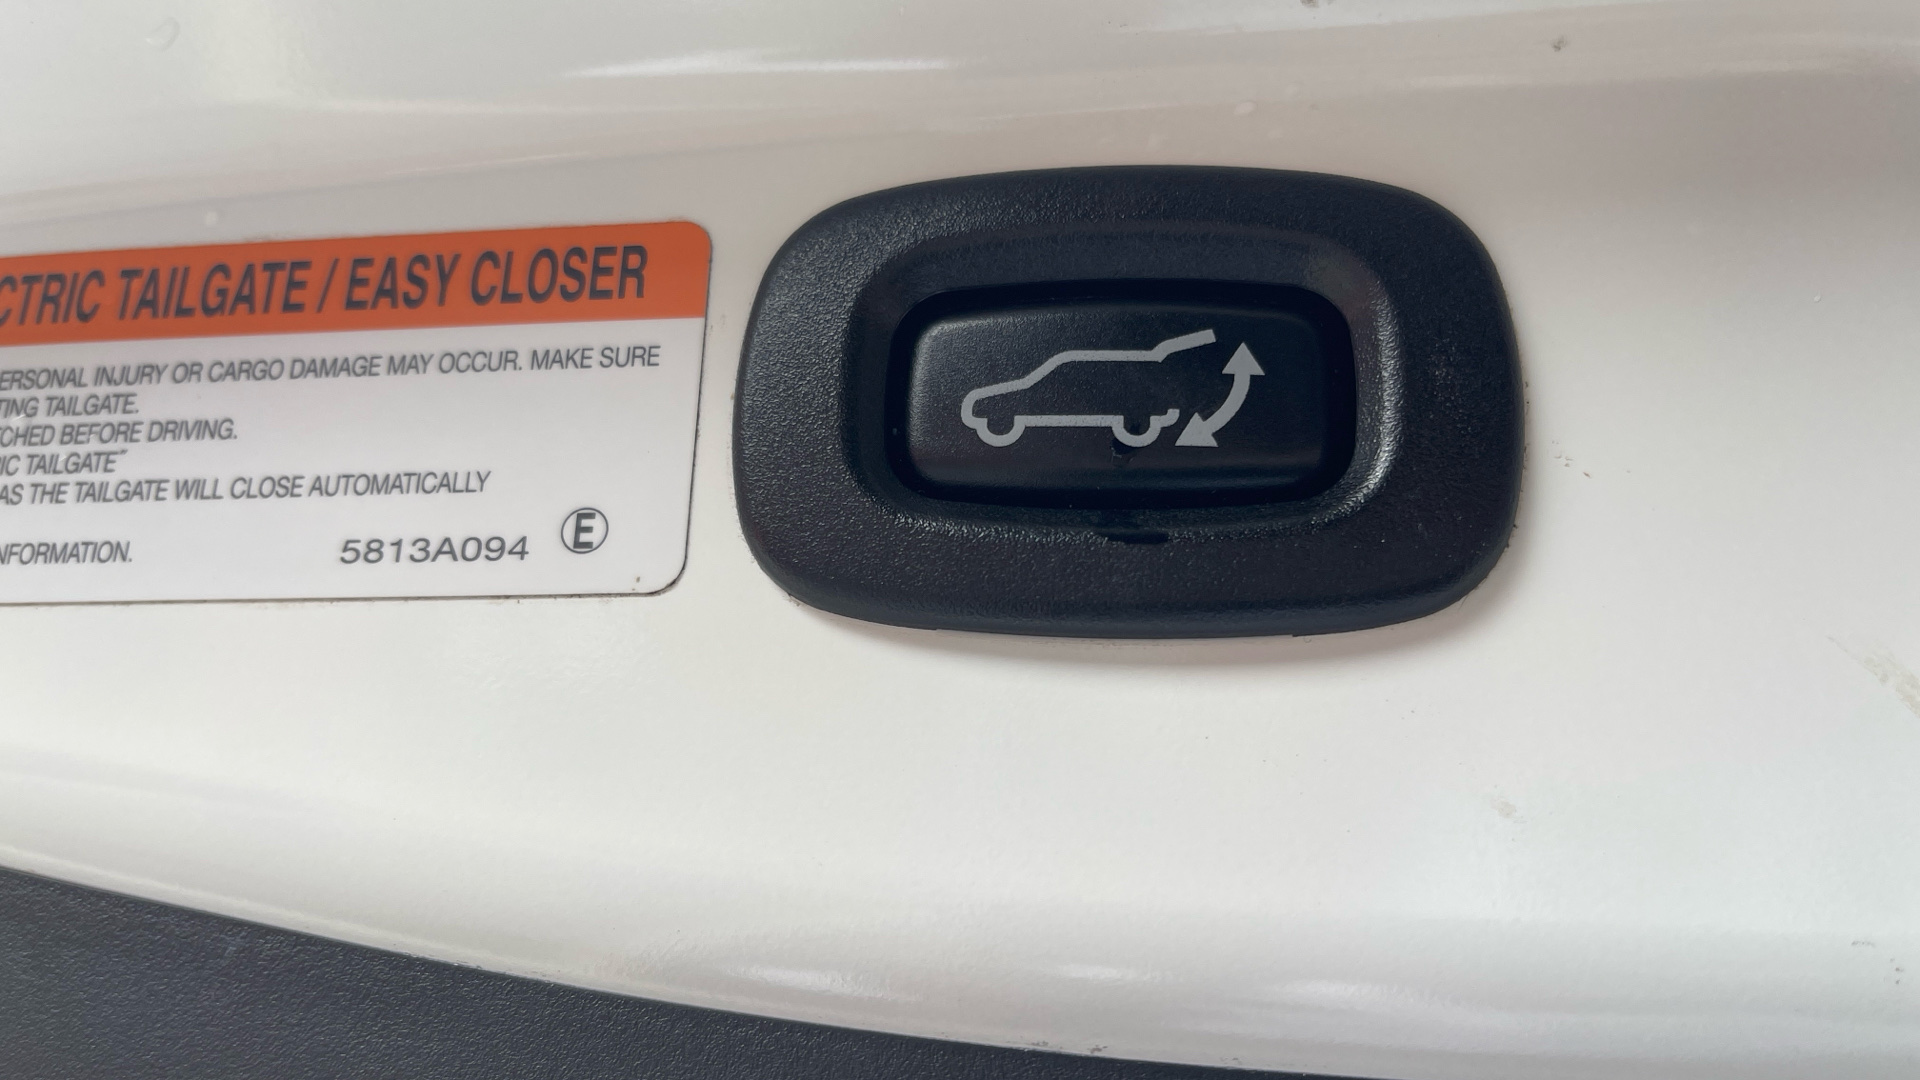 CTRIC TAILGATE / EASY CLOSER
ERSONAL INJURY OR CARGO DAMAGE MAY OCCUR. MAKE SURE
TING TAILGATE.
CHED BEFORE DRIVING.
IC TAILGATE"
AS THE TAILGATE WILL CLOSE AUTOMATICALLY
NFORMATION. 5813A094 E